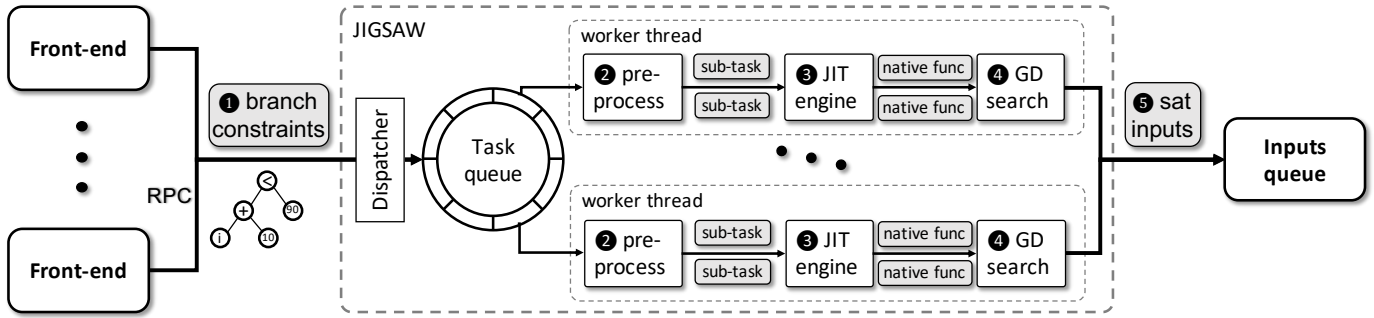 Front-end
RPC
Front-end
❶ branch
constraints
<
+
90
i
10
JIGSAW
Dispatcher
Task
queue
worker thread
❷ pre-
process
sub-task
sub-task
❸ JIT
engine
native func
native func
❹ GD
search
worker thread
❷ pre-
process
sub-task
sub-task
❸ JIT
engine
native func
native func
❹ GD
search
❺ sat
inputs
Inputs
queue